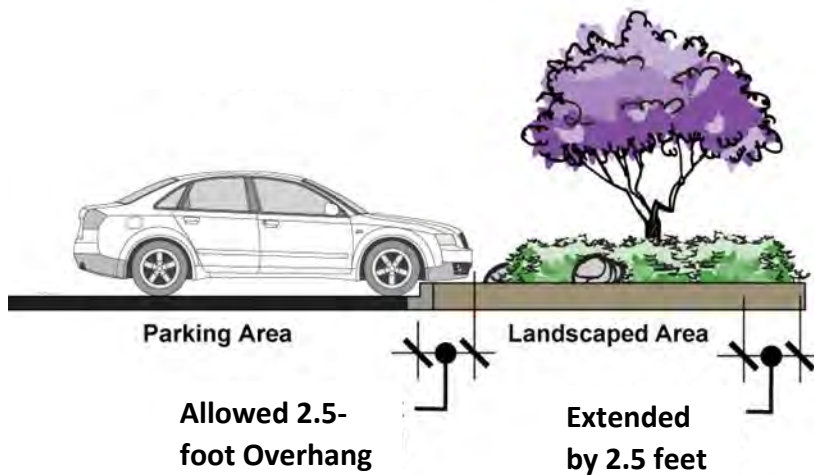 Parking Area
Landscaped Area
Allowed 2.5-
foot Overhang
Extended
by 2.5 feet